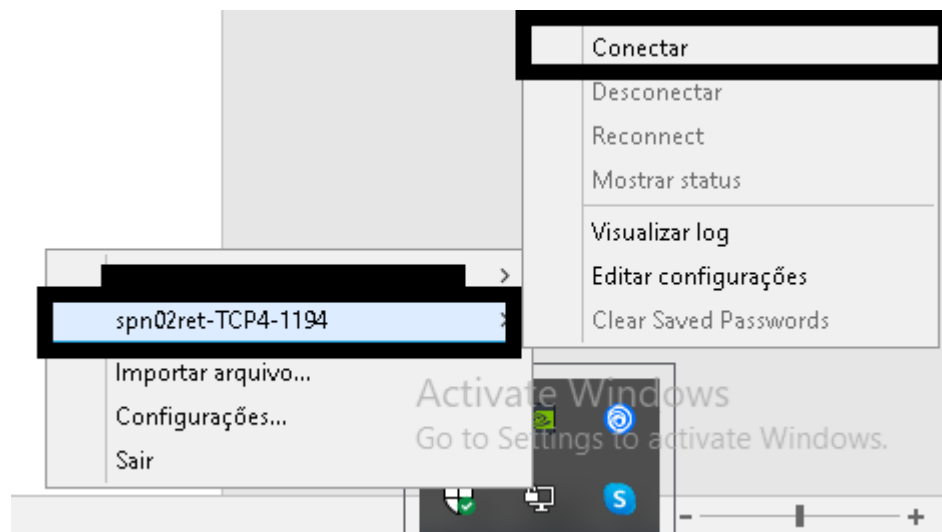 Conectar
Desconectar
Reconnect
Mostrar status
Visualizar log
Editar configurações
Clear Saved Passwords
spn02ret-TCP4-1194
Importar arquivo...
Configurações...
Sair
Activate Windows
Go to Settings to activate Windows.